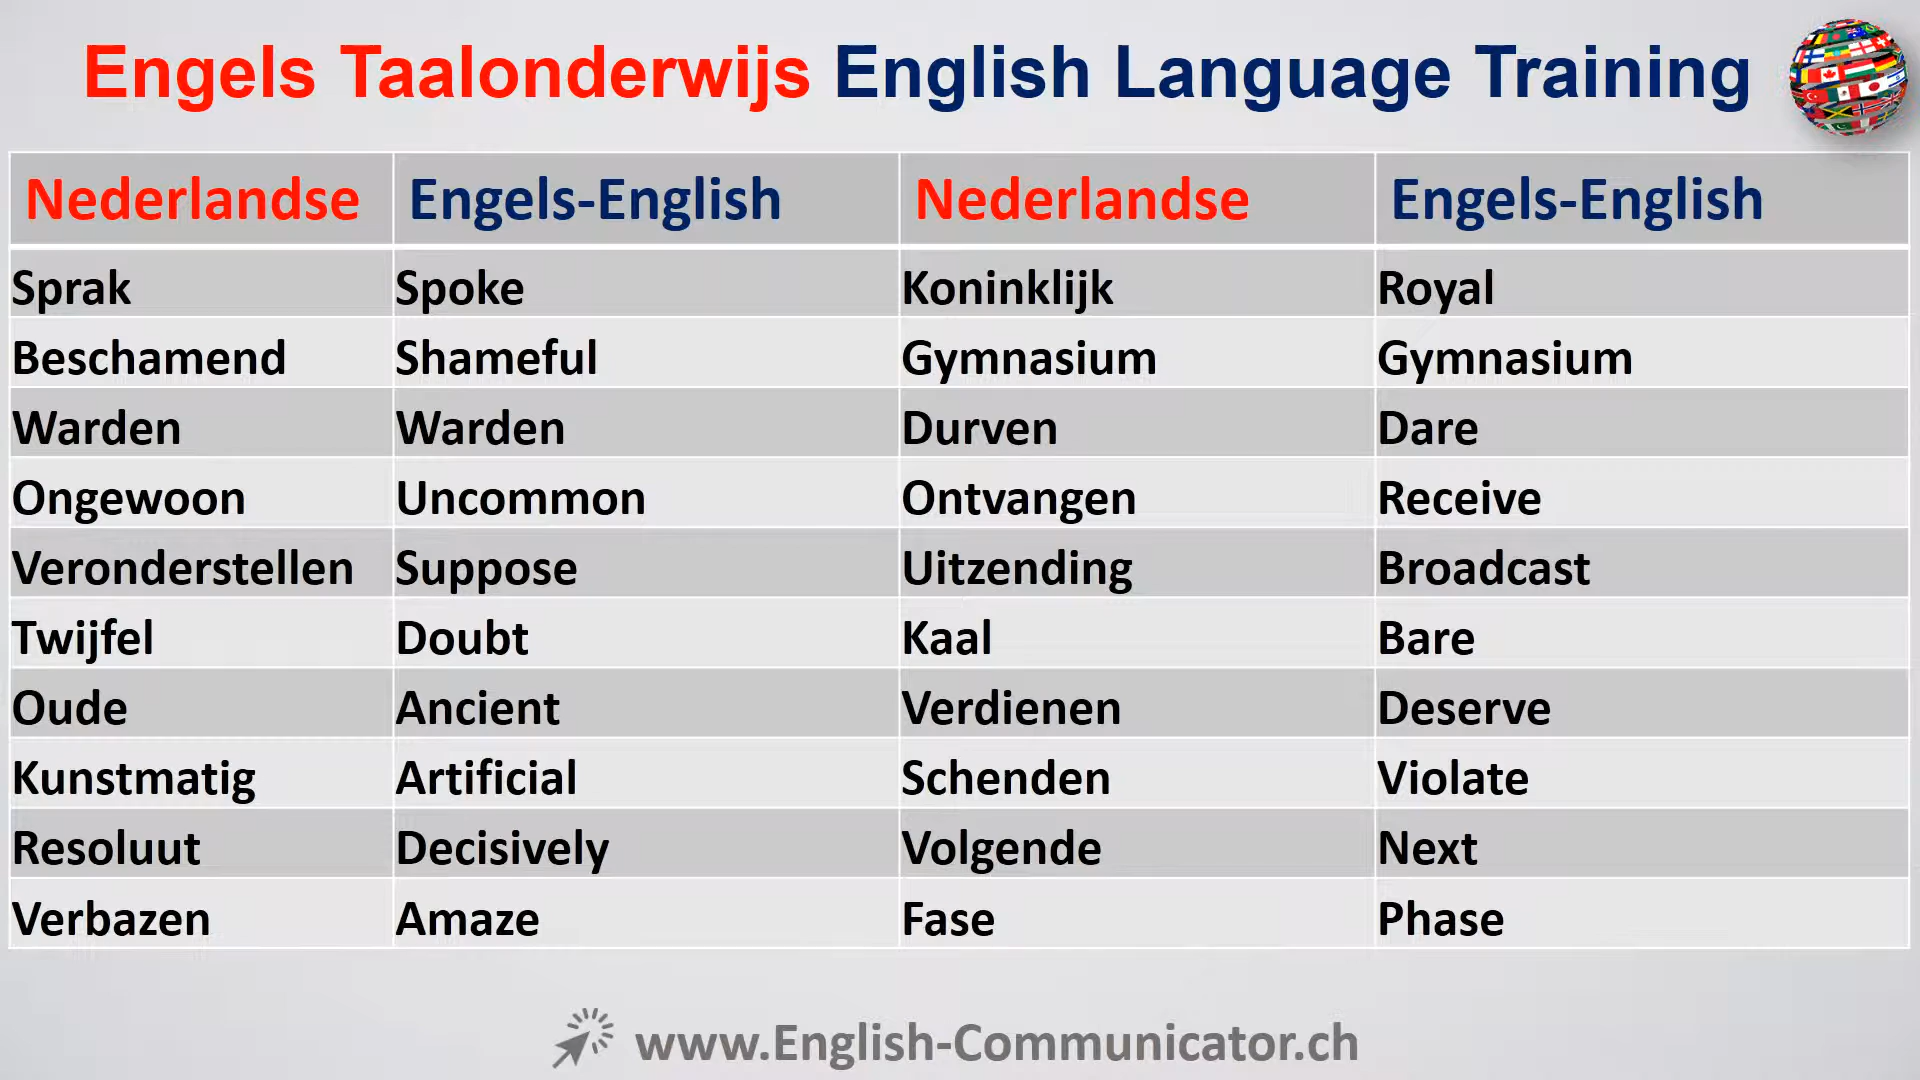 Engels Taalonderwijs English Language Training
Nederlandse Engels-English Nederlandse Engels-English
Sprak Spoke Koninklijk Royal
Beschamend Shameful Gymnasium Gymnasium
Warden Warden Durven Dare
Ongewoon Uncommon Ontvangen Receive
Veronderstellen Suppose Uitzending Broadcast
Twijfel Doubt Kaal Bare
Oude Ancient Verdienen Deserve
Kunstmatig Artificial Schenden Violate
Resoluut Decisively Volgende Next
Verbazen Amaze Fase Phase
www.English-Communicator.ch